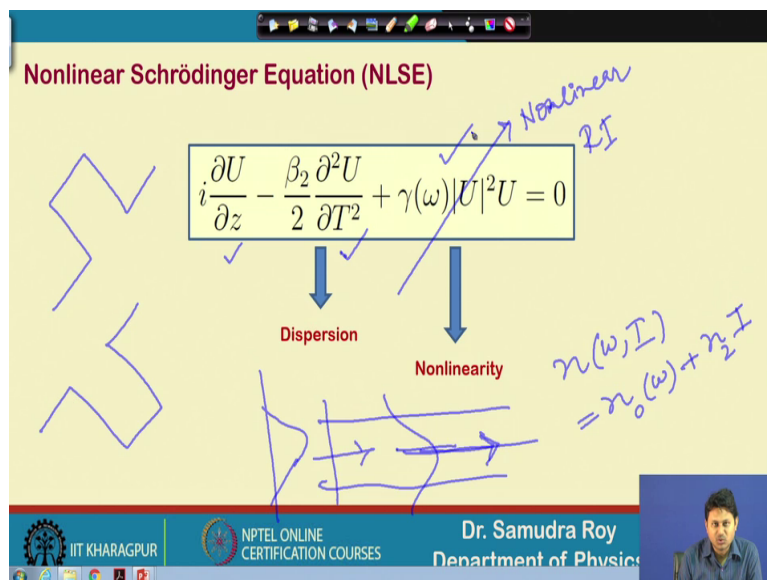 Nonlinear Schrödinger Equation (NLSE)
Nonlinear
RI
i ∂U/∂z − β₂/2 ∂²U/∂T² + γ(ω)|U|²U = 0
Dispersion
Nonlinearity
n(ω, I)
= n₀(ω) + n₂ I
IIT KHARAGPUR
NPTEL ONLINE
CERTIFICATION COURSES
Dr. Samudra Roy
Department of Physics